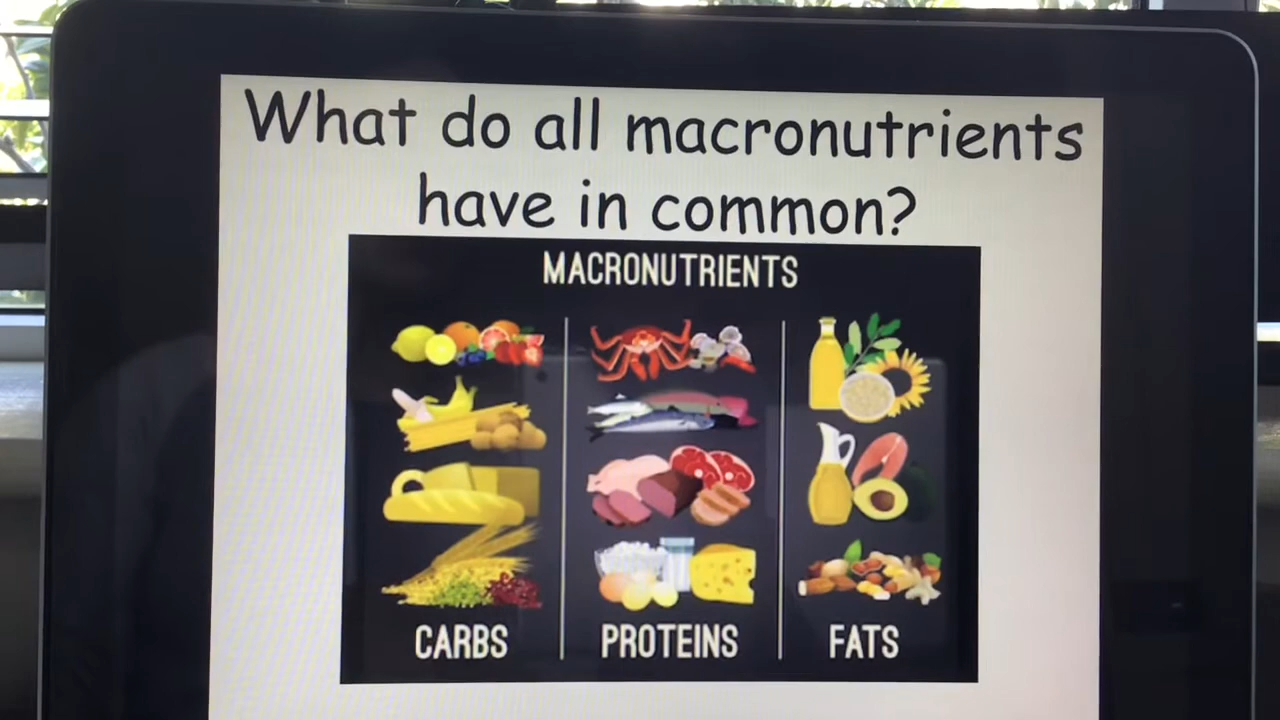 What do all macronutrients
have in common?
MACRONUTRIENTS
CARBS
PROTEINS
FATS